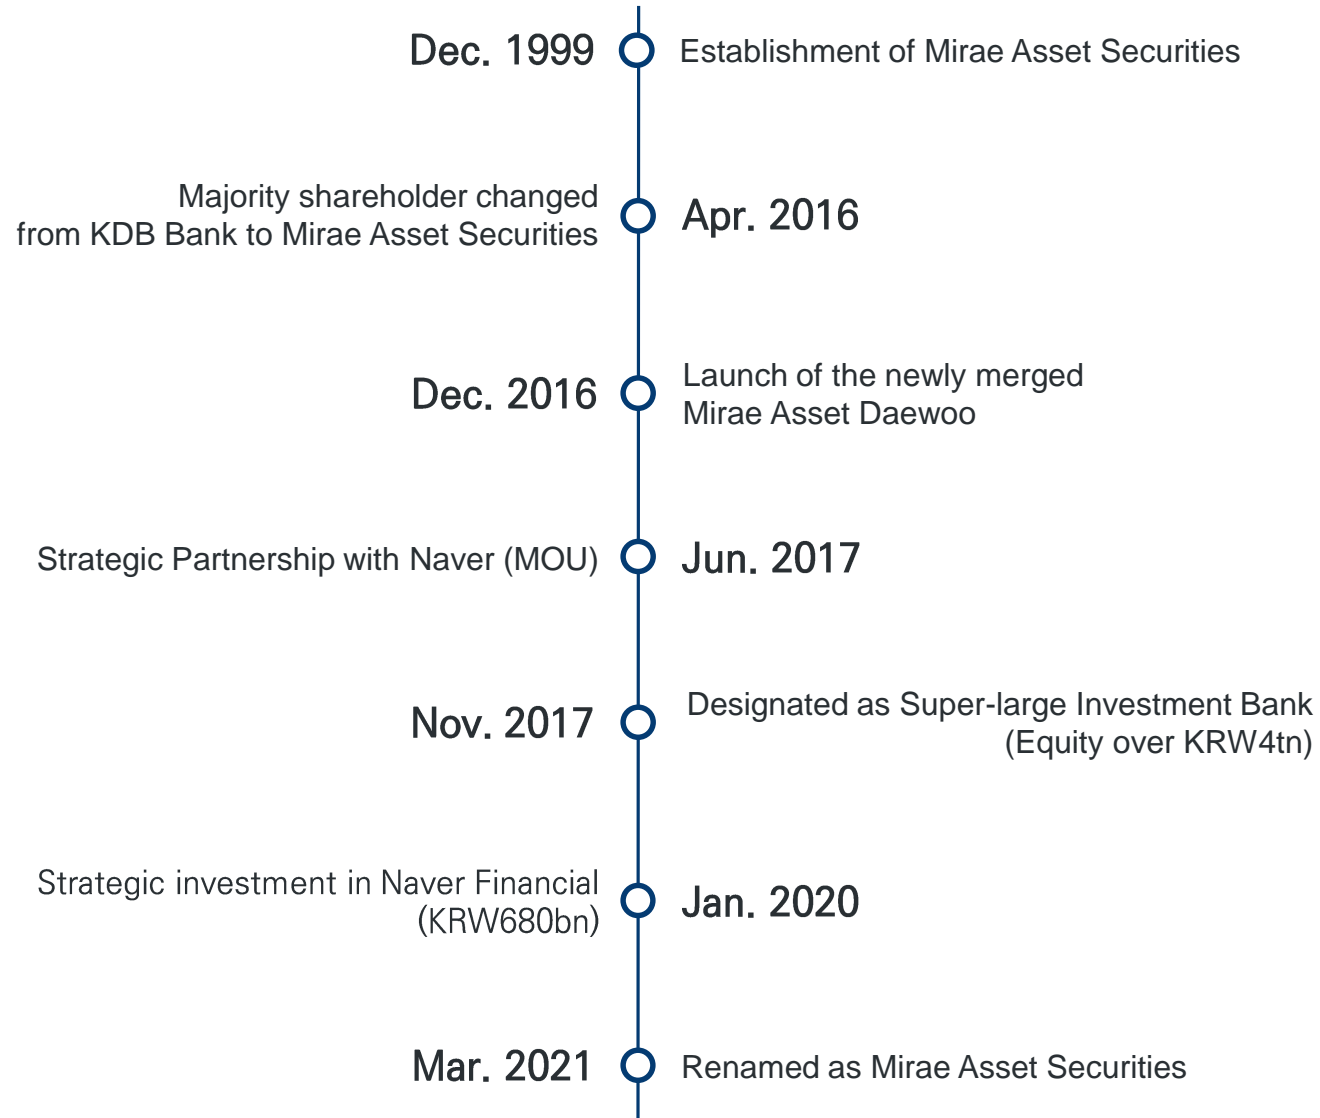 Dec. 1999
Establishment of Mirae Asset Securities
Majority shareholder changed
from KDB Bank to Mirae Asset Securities
Apr. 2016
Dec. 2016
Launch of the newly merged
Mirae Asset Daewoo
Strategic Partnership with Naver (MOU)
Jun. 2017
Nov. 2017
Designated as Super-large Investment Bank
(Equity over KRW4tn)
Strategic investment in Naver Financial
(KRW680bn)
Jan. 2020
Mar. 2021
Renamed as Mirae Asset Securities